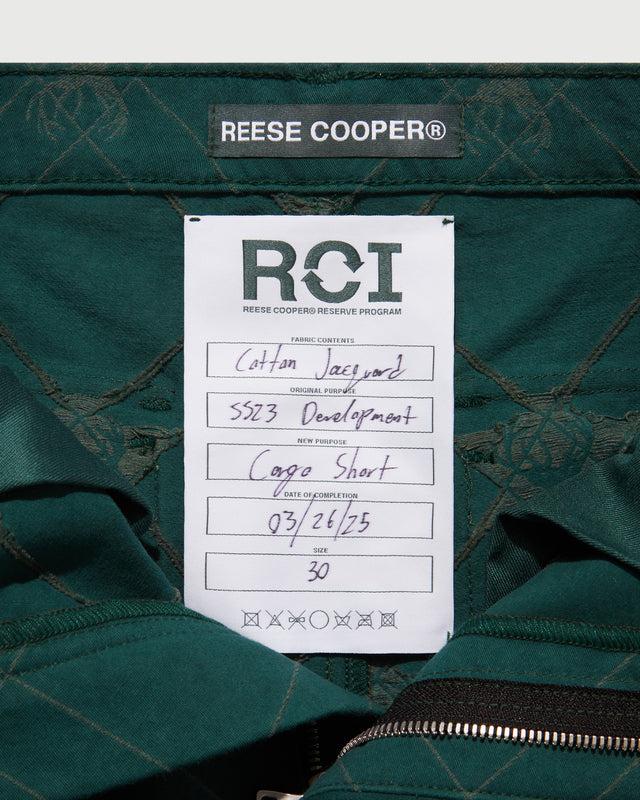 REESE COOPER®
RCI
REESE COOPER® RESERVE PROGRAM
FABRIC CONTENTS
Cotton Jacquard
ORIGINAL PURPOSE
SS23 Development
NEW PURPOSE
Cargo Short
DATE OF COMPLETION
03/26/25
SIZE
30